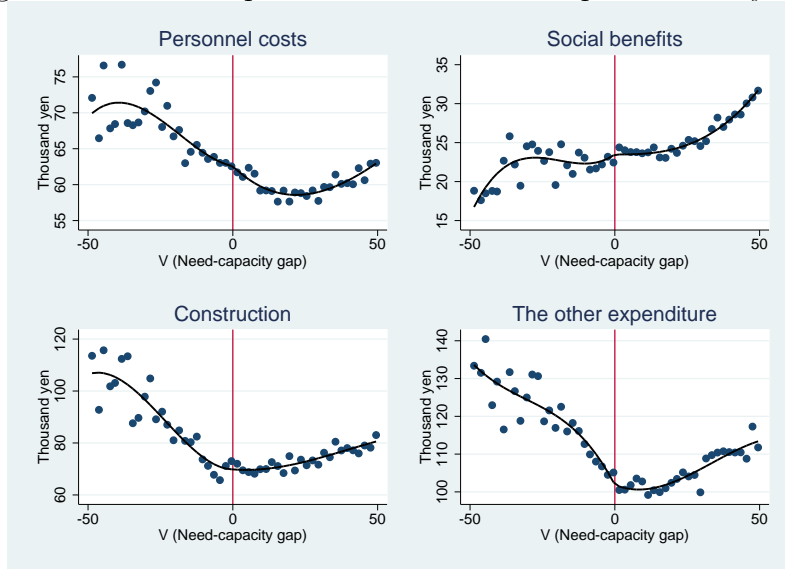 Personnel costs
Thousand yen
75
70
65
60
55
-50 0 50
V (Need-capacity gap)
Social benefits
Thousand yen
35
30
25
20
15
-50 0 50
V (Need-capacity gap)
Construction
Thousand yen
120
100
80
60
-50 0 50
V (Need-capacity gap)
The other expenditure
Thousand yen
140
130
120
110
100
-50 0 50
V (Need-capacity gap)